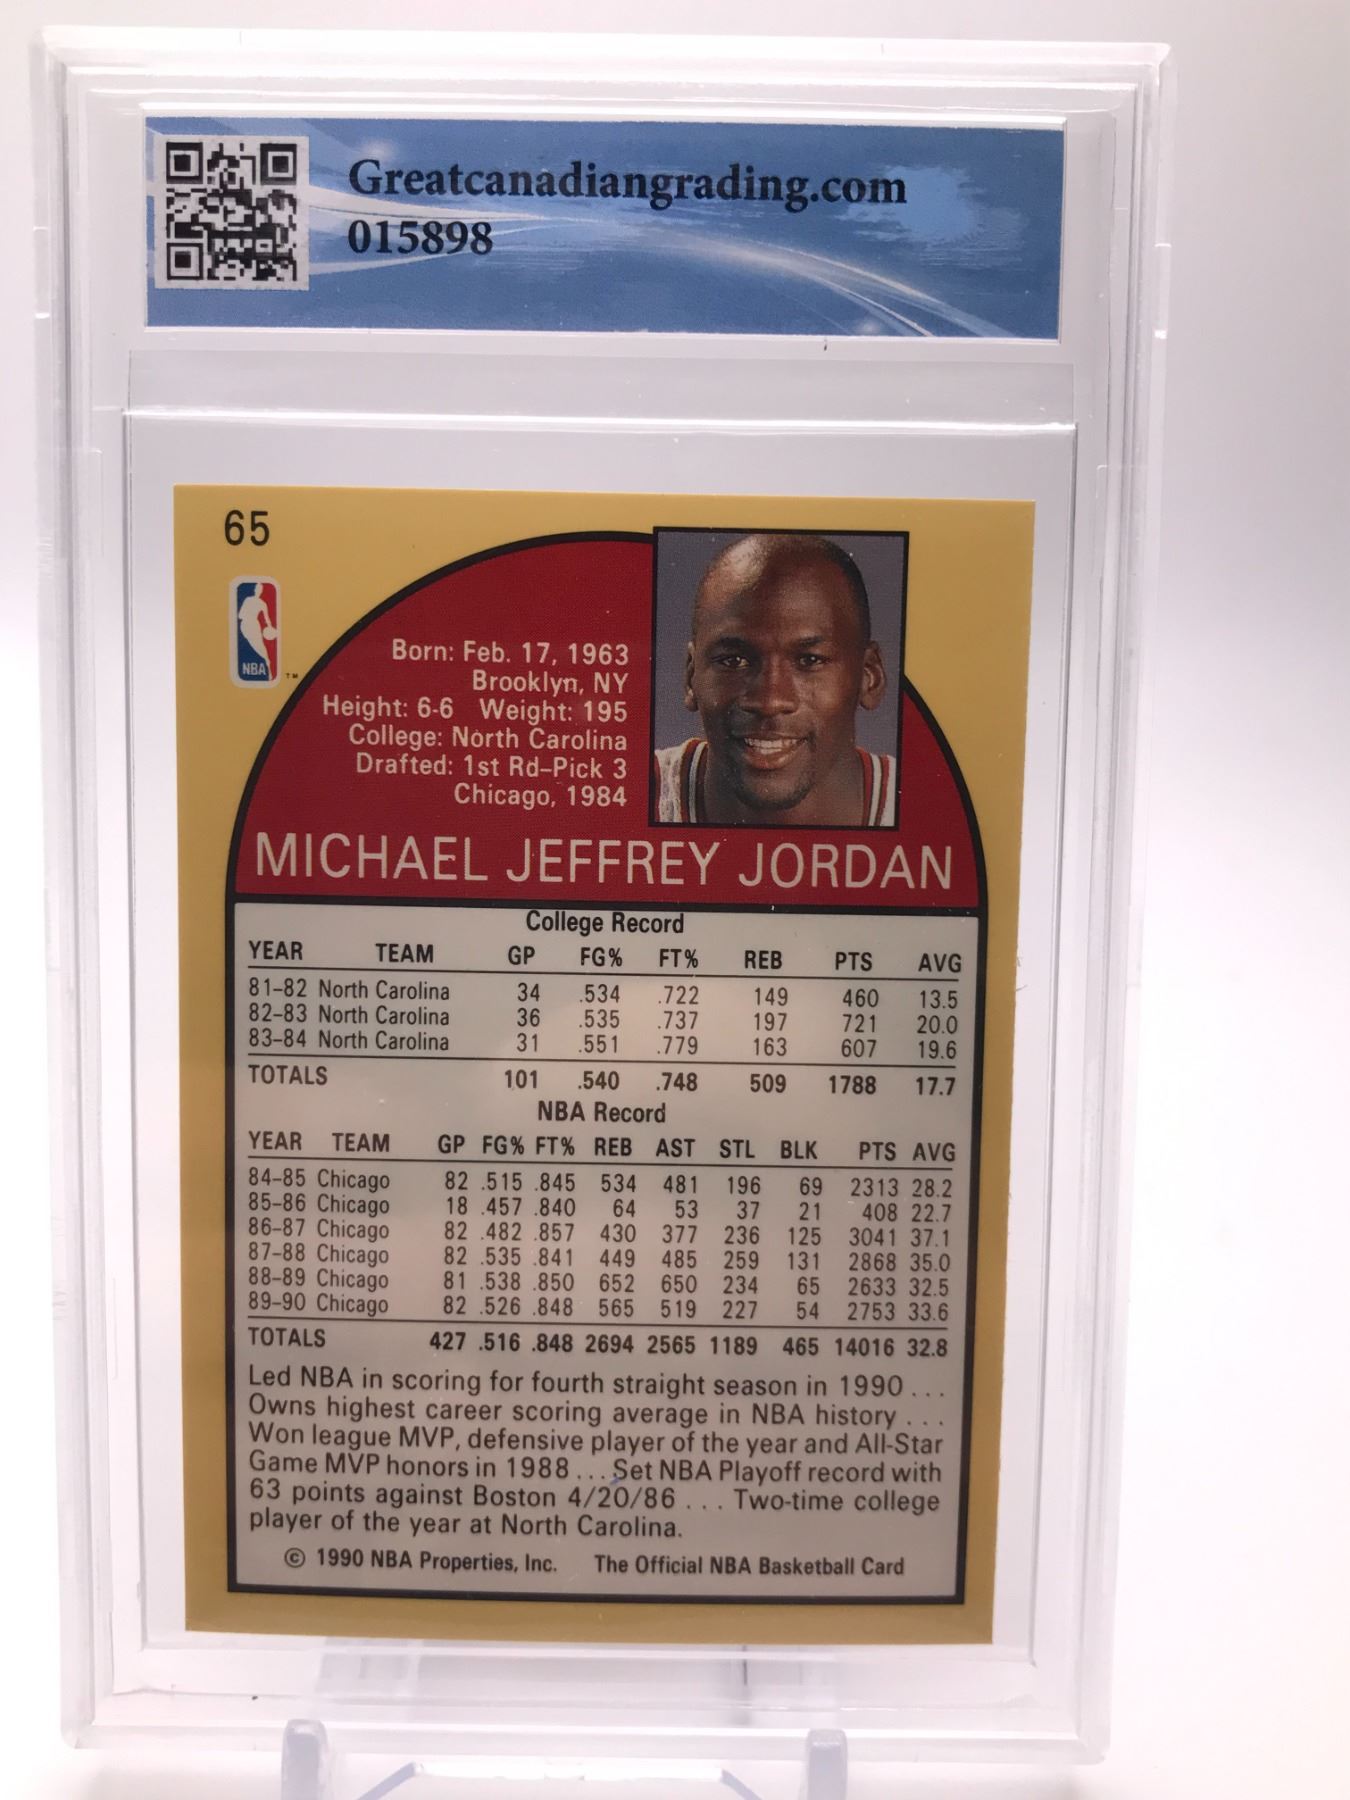 Greatcanadiangrading.com
015898
65
NBA
TM
Born: Feb. 17, 1963
Brooklyn, NY
Height: 6-6 Weight: 195
College: North Carolina
Drafted: 1st Rd–Pick 3
Chicago, 1984
MICHAEL JEFFREY JORDAN
College Record
YEAR TEAM GP FG% FT% REB PTS AVG
81–82 North Carolina 34 .534 .722 149 460 13.5
82–83 North Carolina 36 .535 .737 197 721 20.0
83–84 North Carolina 31 .551 .779 163 607 19.6
TOTALS 101 .540 .748 509 1788 17.7
NBA Record
YEAR TEAM GP FG% FT% REB AST STL BLK PTS AVG
84–85 Chicago 82 .515 .845 534 481 196 69 2313 28.2
85–86 Chicago 18 .457 .840 64 53 37 21 408 22.7
86–87 Chicago 82 .482 .857 430 377 236 125 3041 37.1
87–88 Chicago 82 .535 .841 449 485 259 131 2868 35.0
88–89 Chicago 81 .538 .850 652 650 234 65 2633 32.5
89–90 Chicago 82 .526 .848 565 519 227 54 2753 33.6
TOTALS 427 .516 .848 2694 2565 1189 465 14016 32.8
Led NBA in scoring for fourth straight season in 1990 . . .
Owns highest career scoring average in NBA history . . .
Won league MVP, defensive player of the year and All-Star
Game MVP honors in 1988 . . . Set NBA Playoff record with
63 points against Boston 4/20/86 . . . Two-time college
player of the year at North Carolina.
© 1990 NBA Properties, Inc. The Official NBA Basketball Card